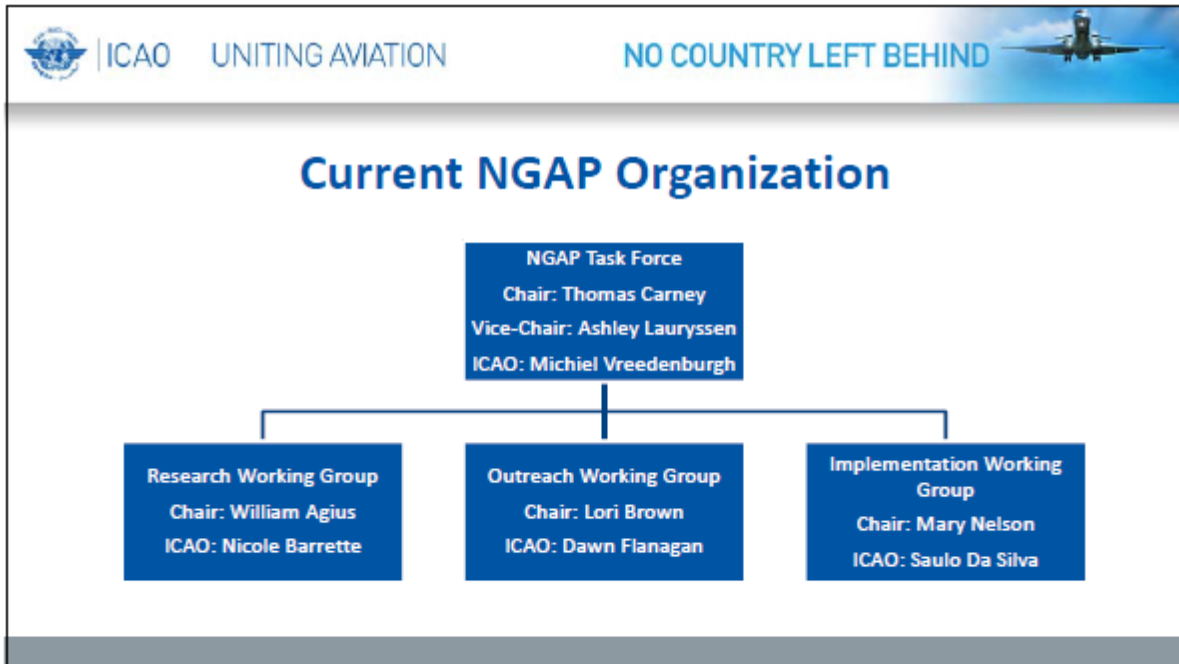 ICAO UNITING AVIATION NO COUNTRY LEFT BEHIND
Current NGAP Organization
NGAP Task Force
Chair: Thomas Carney
Vice-Chair: Ashley Lauryssen
ICAO: Michiel Vreedenburgh
Research Working Group
Chair: William Agius
ICAO: Nicole Barrette
Outreach Working Group
Chair: Lori Brown
ICAO: Dawn Flanagan
Implementation Working
Group
Chair: Mary Nelson
ICAO: Saulo Da Silva